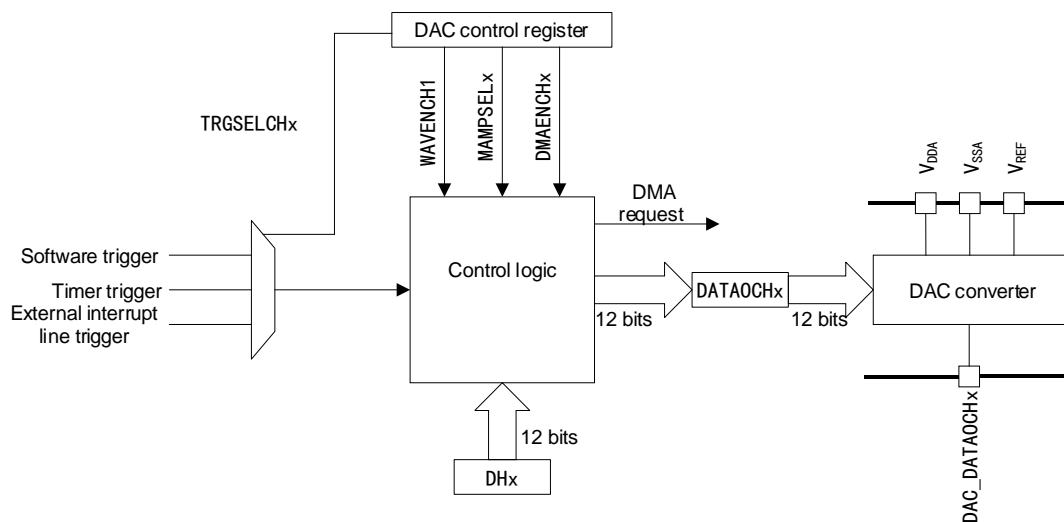 DAC control register
TRGSELCHx
WAVENCH1
MAMPSELx
DMAENCHx
VDDA
VSSA
VREF
DMA
request
Software trigger
Timer trigger
External interrupt
line trigger
Control logic
DATAOCHx
DAC converter
12 bits
12 bits
12 bits
DHx
DAC_DATAOCHx